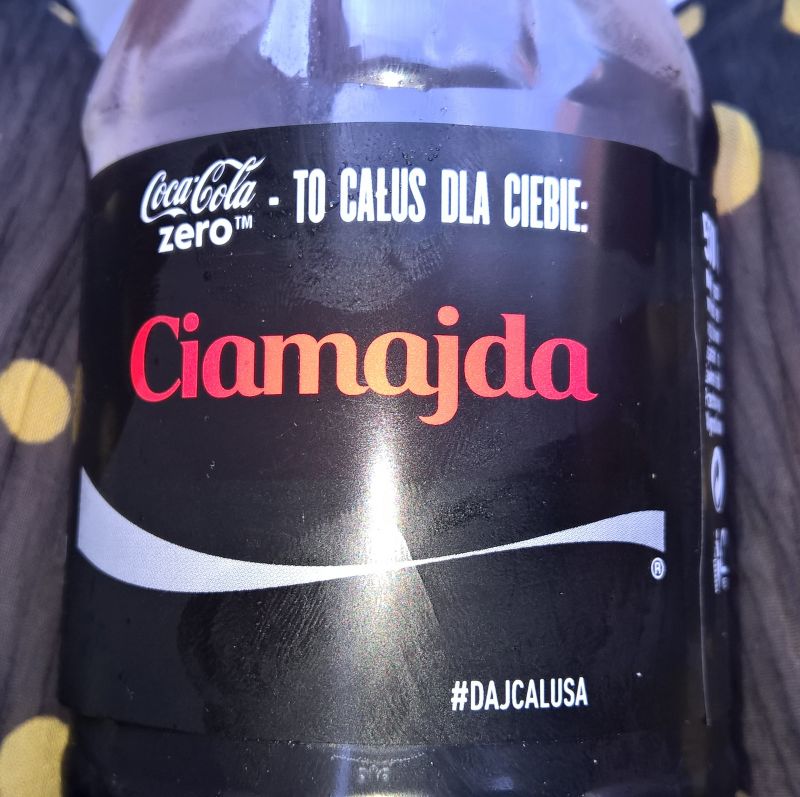 Coca-Cola
zero™ - TO CAŁUS DLA CIEBIE:
Ciamajda
®
#DAJCALUSA